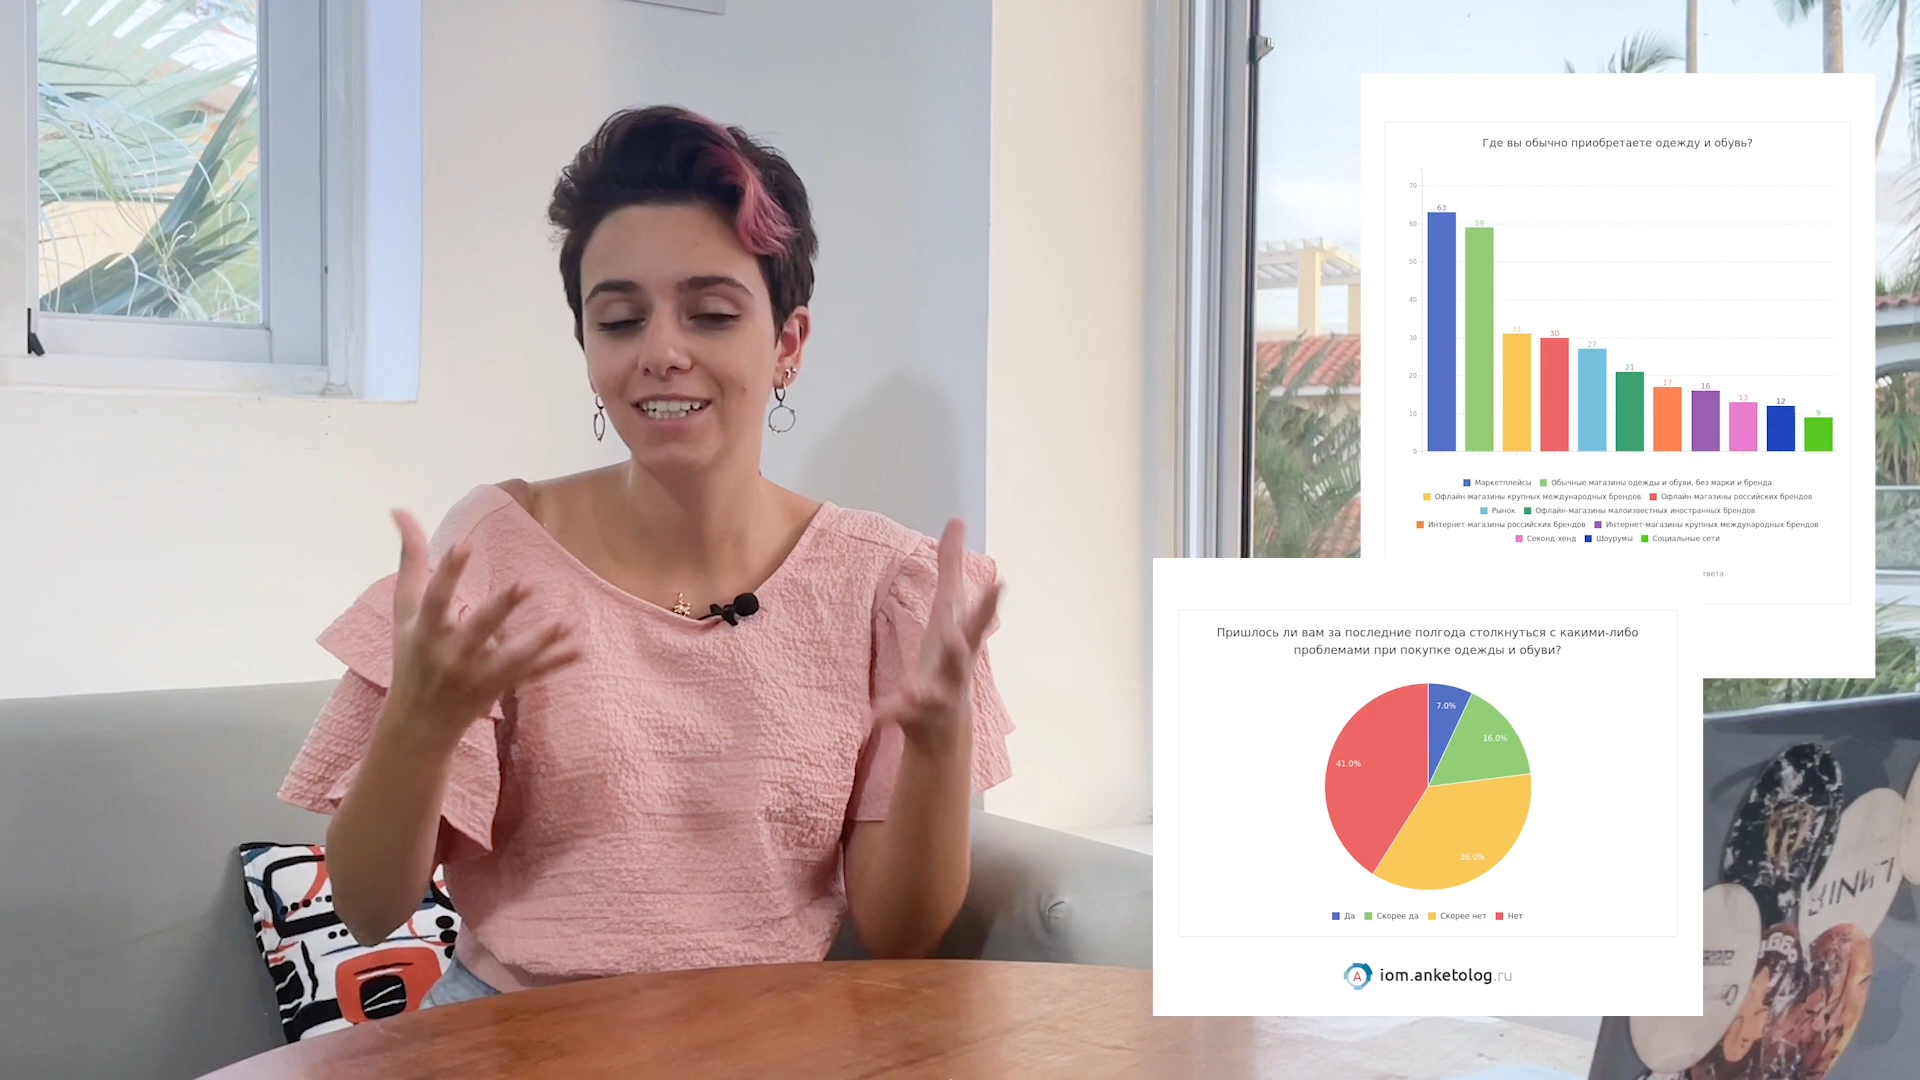 Где вы обычно приобретаете одежду и обувь?
70
60
50
40
30
20
10
0
63
59
31
30
27
21
17
16
13
12
9
Маркетплейсы Обычные магазины одежды и обуви, без марки и бренда
Офлайн-магазины крупных международных брендов Офлайн-магазины российских брендов
Рынок Офлайн-магазины малоизвестных иностранных брендов
Интернет-магазины российских брендов Интернет-магазины крупных международных брендов
Секонд-хенд Шоурумы Социальные сети
твета
Пришлось ли вам за последние полгода столкнуться с какими-либо
проблемами при покупке одежды и обуви?
7.0%
16.0%
41.0%
36.0%
Да Скорее да Скорее нет Нет
A iom.anketolog.ru